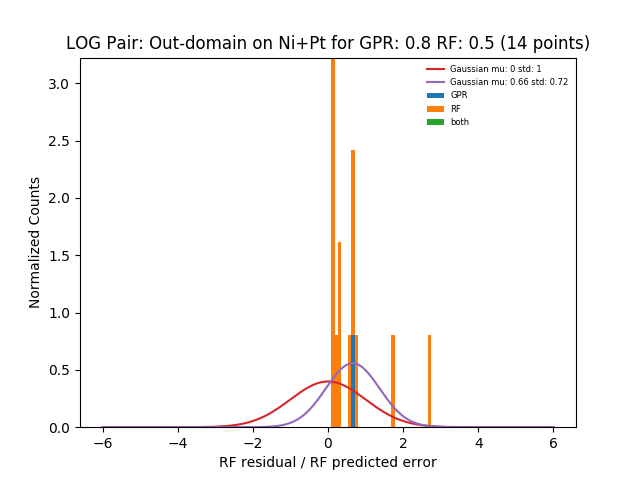 LOG Pair: Out-domain on Ni+Pt for GPR: 0.8 RF: 0.5 (14 points)
Gaussian mu: 0 std: 1
Gaussian mu: 0.66 std: 0.72
GPR
RF
both
Normalized Counts
3.0
2.5
2.0
1.5
1.0
0.5
0.0
−6
−4
−2
0
2
4
6
RF residual / RF predicted error